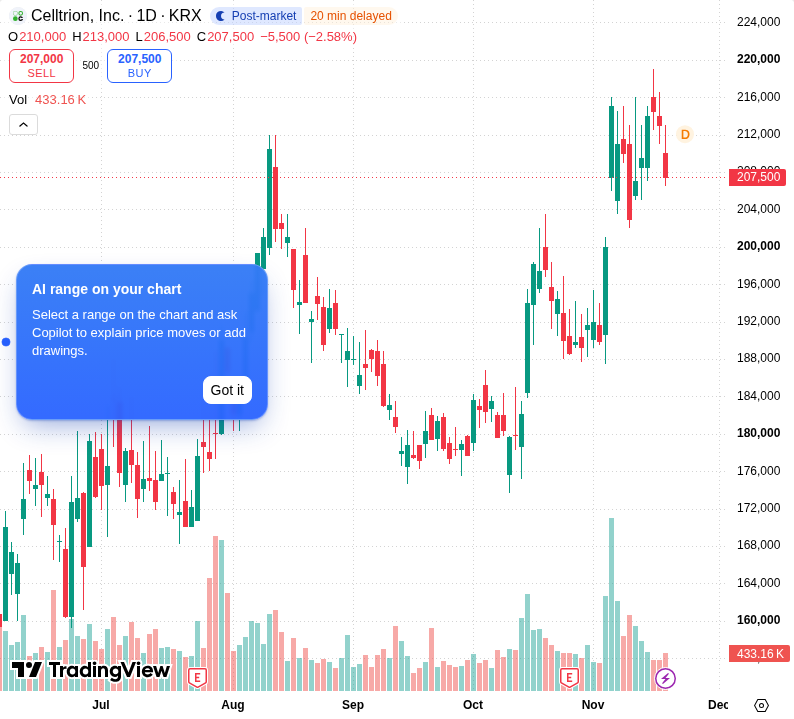 Celltrion, Inc. · 1D · KRX Post-market 20 min delayed
O210,000 H213,000 L206,500 C207,500 −5,500 (−2.58%)
207,000 SELL 500 207,500 BUY
Vol 433.16 K
224,000
220,000
216,000
212,000
D
207,500
204,000
200,000
196,000
192,000
188,000
184,000
180,000
176,000
172,000
168,000
164,000
160,000
433.16 K
AI range on your chart
Select a range on the chart and ask
Copilot to explain price moves or add
drawings.
Got it
TradingView
E
E
Jul Aug Sep Oct Nov Dec